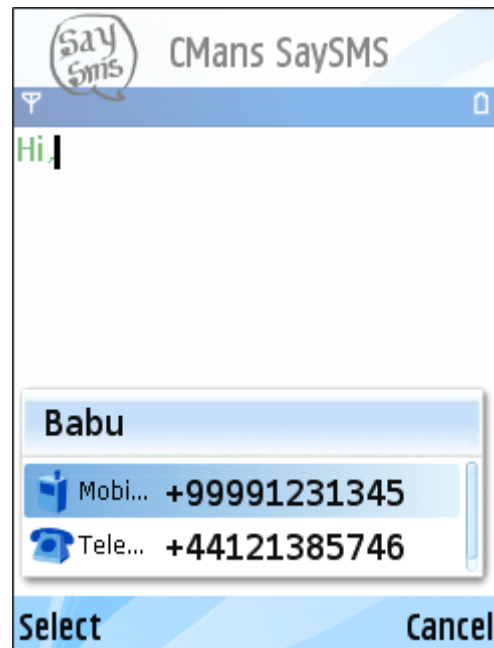 Say
Sms
CMans SaySMS
Hi,
Babu
Mobi... +99991231345
Tele... +44121385746
Select Cancel